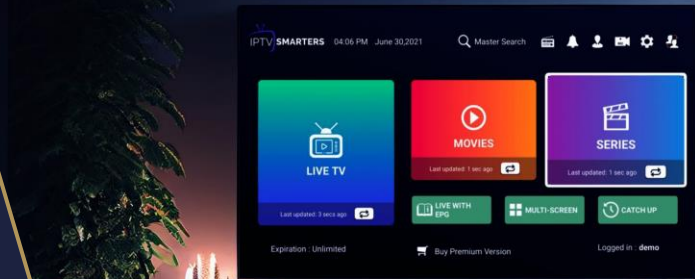 IPTV SMARTERS 04:06 PM June 30,2021 Master Search
LIVE TV
Last updated: 3 secs ago
MOVIES
Last updated: 1 sec ago
SERIES
Last updated: 1 sec ago
LIVE WITH
EPG
MULTI-SCREEN
CATCH UP
Expiration : Unlimited
Buy Premium Version
Logged in : demo